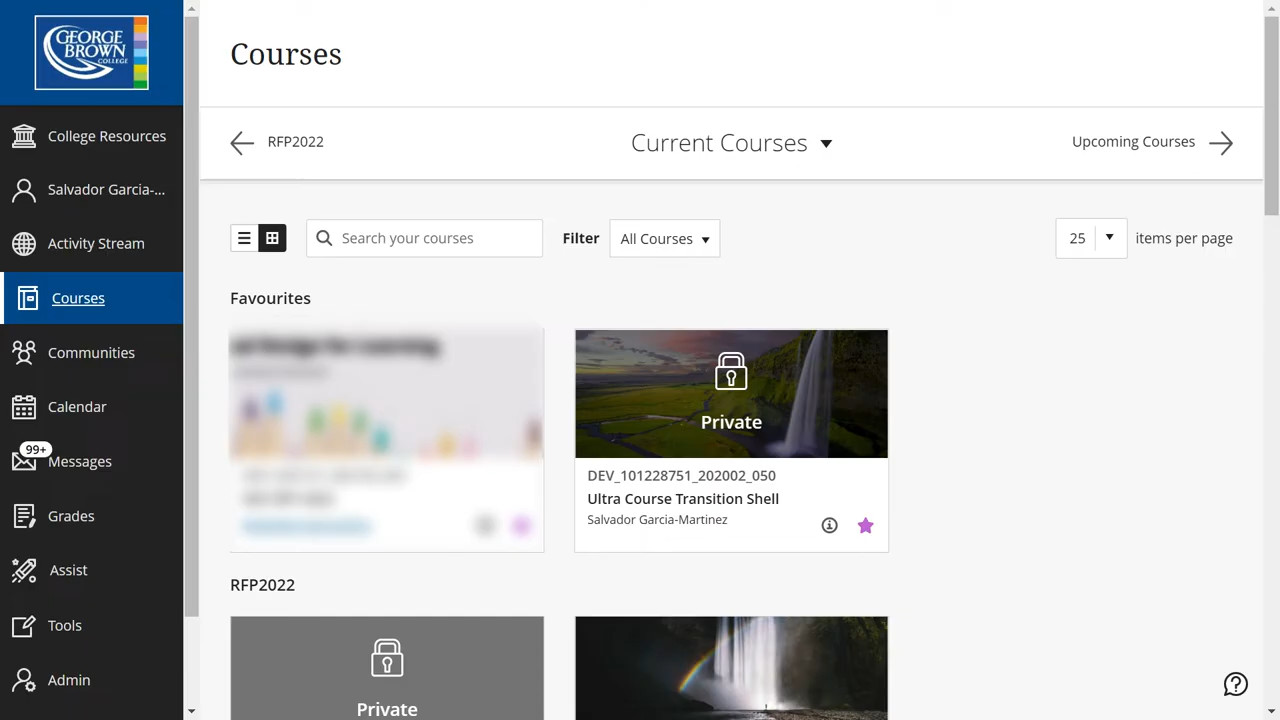 GEORGE
BROWN
COLLEGE
College Resources
Salvador Garcia-...
Activity Stream
Courses
Communities
Calendar
99+
Messages
Grades
Assist
Tools
Admin
Courses
RFP2022
Current Courses
Upcoming Courses
Search your courses
Filter
All Courses
25
items per page
Favourites
Private
DEV_101228751_202002_050
Ultra Course Transition Shell
Salvador Garcia-Martinez
RFP2022
Private